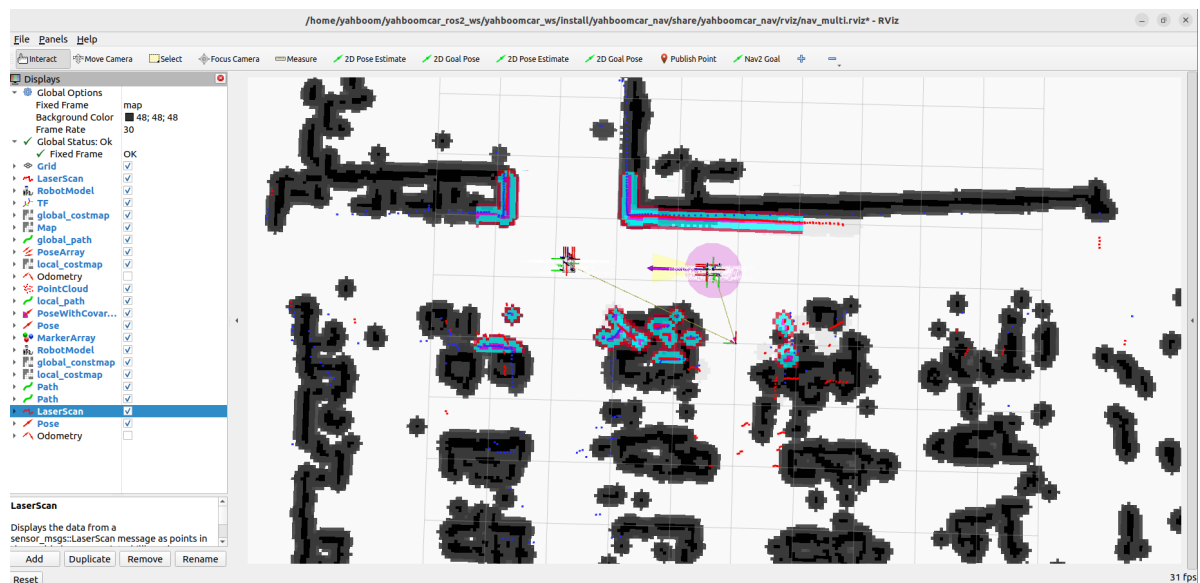 /home/yahboom/yahboomcar_ros2_ws/yahboomcar_ws/install/yahboomcar_nav/share/yahboomcar_nav/rviz/nav_multi.rviz* - RViz
File Panels Help
Interact Move Camera Select Focus Camera Measure 2D Pose Estimate 2D Goal Pose 2D Pose Estimate 2D Goal Pose Publish Point Nav2 Goal
Displays
Global Options
Fixed Frame map
Background Color 48; 48; 48
Frame Rate 30
Global Status: Ok
Fixed Frame OK
Grid
LaserScan
RobotModel
TF
global_costmap
Map
global_path
PoseArray
local_costmap
Odometry
PointCloud
local_path
PoseWithCovar...
Pose
MarkerArray
RobotModel
global_constmap
local_costmap
Path
Path
LaserScan
Pose
Odometry
LaserScan
Displays the data from a
sensor_msgs::LaserScan message as points in
Add Duplicate Remove Rename
Reset
31 fps